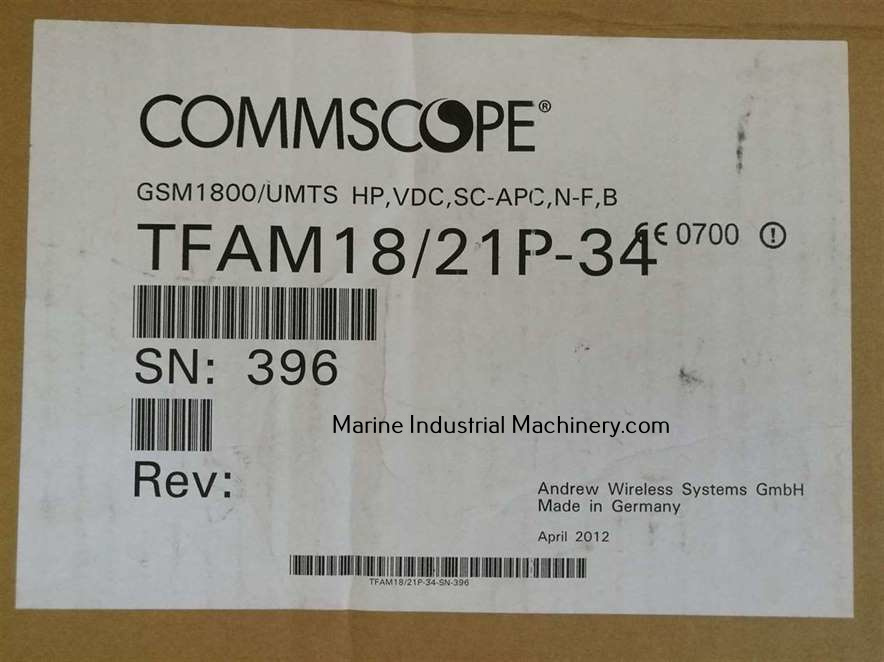 COMMSCOPE®
GSM1800/UMTS HP,VDC,SC-APC,N-F,B
TFAM18/21P-34 CE 0700
SN: 396
Marine Industrial Machinery.com
Rev:
Andrew Wireless Systems GmbH
Made in Germany
April 2012
TFAM18/21P-34-SN-396